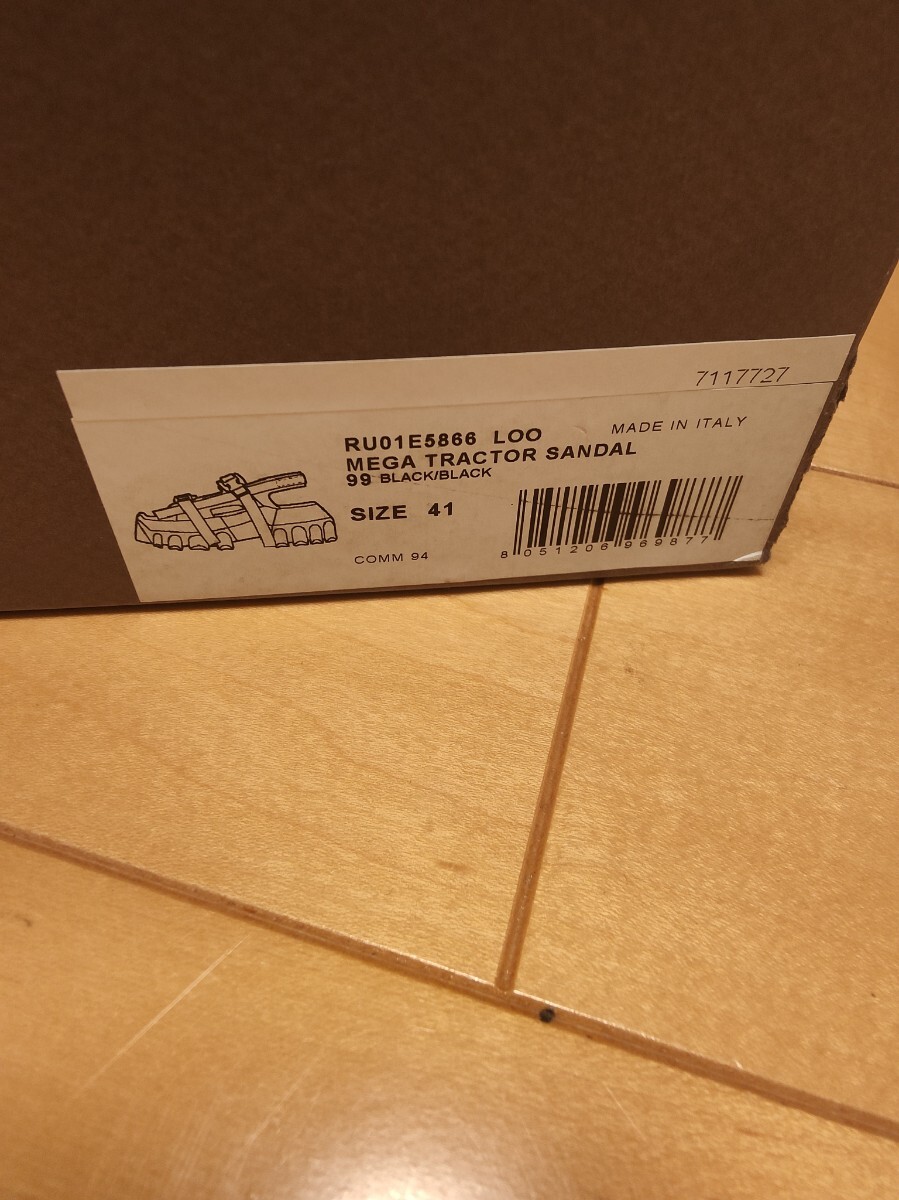 7117727
MADE IN ITALY
RU01E5866 LOO
MEGA TRACTOR SANDAL
99 BLACK/BLACK
SIZE 41
COMM 94
8 051206 969877